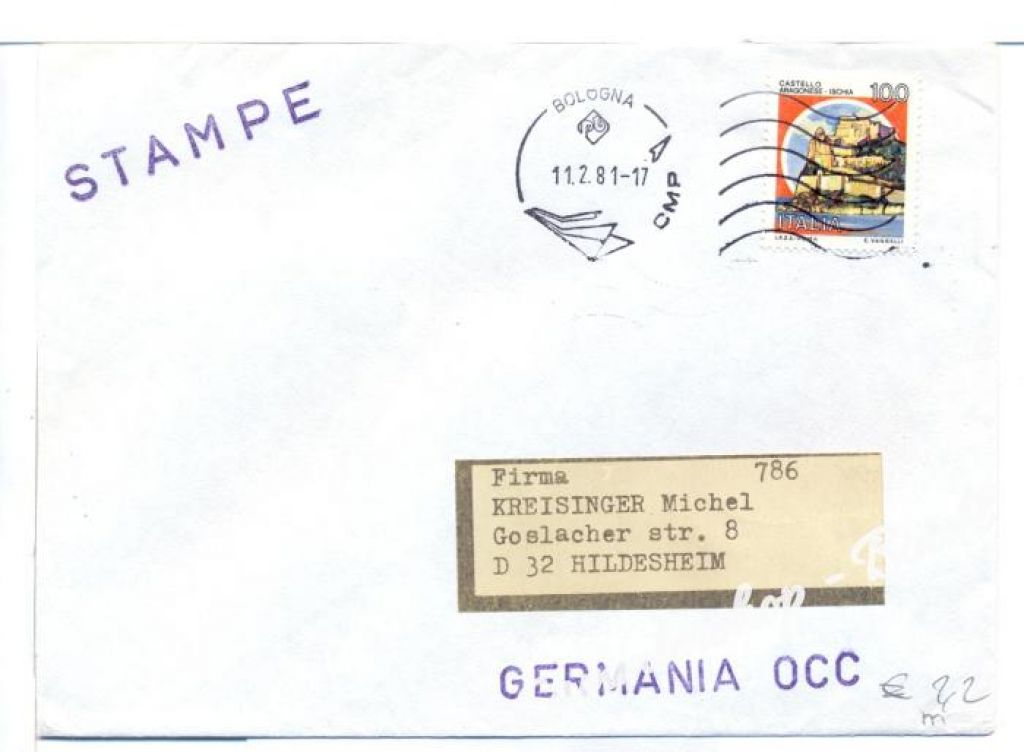 STAMPE
BOLOGNA
11.2.81-17
CMP
CASTELLO
ARAGONESE - ISCHIA
100
ITALIA
Firma 786
KREISINGER Michel
Goslacher str. 8
D 32 HILDESHEIM
GERMANIA OCC
€ 22
m